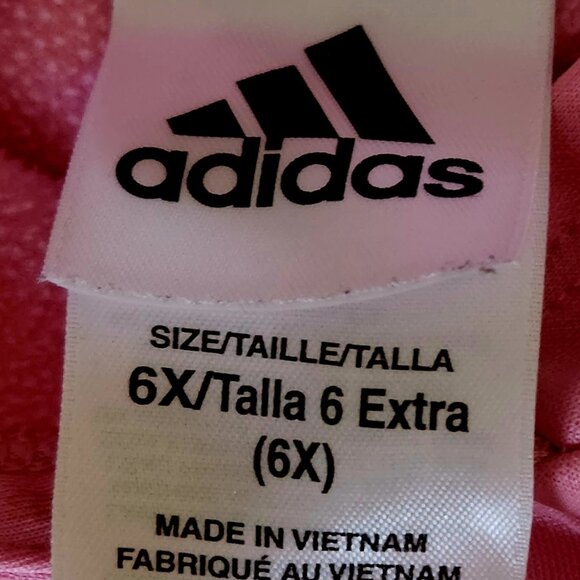 adidas
SIZE/TAILLE/TALLA
6X/Talla 6 Extra
(6X)
MADE IN VIETNAM
FABRIQUÉ AU VIETNAM